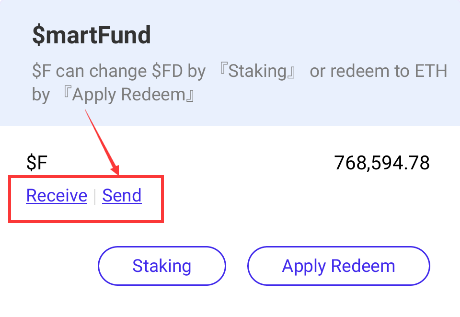 $martFund
$F can change $FD by 『Staking』 or redeem to ETH
by 『Apply Redeem』
$F 768,594.78
Receive | Send
Staking Apply Redeem